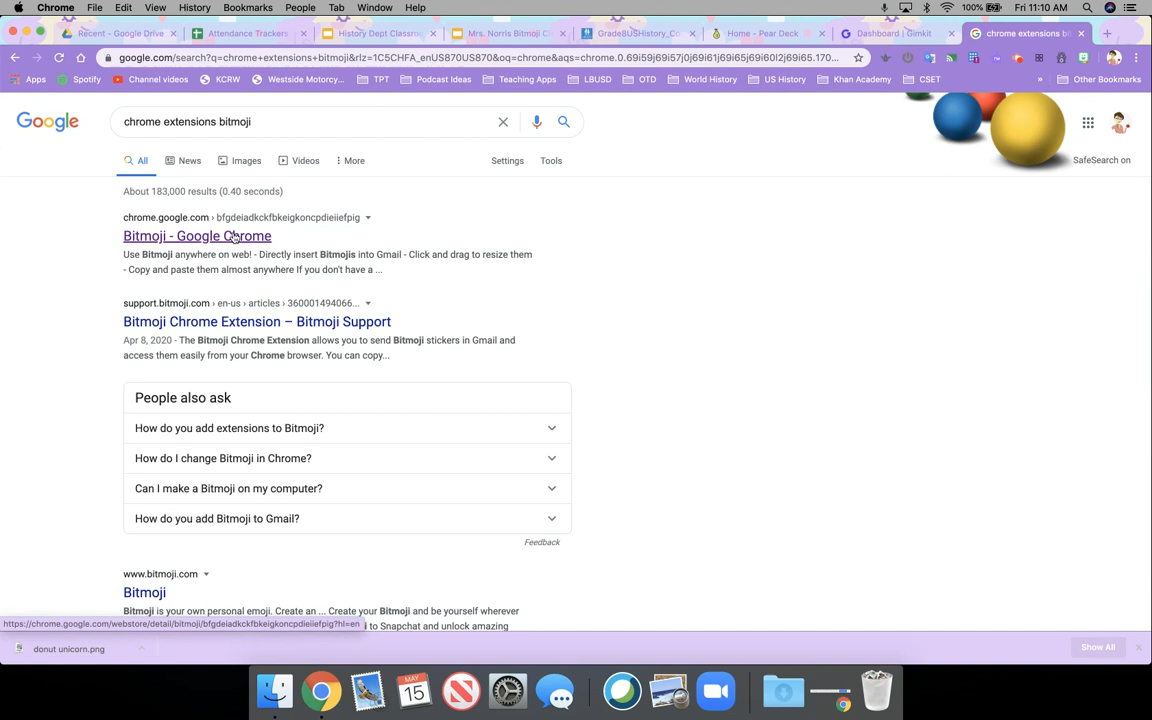 Chrome File Edit View History Bookmarks People Tab Window Help 100% Fri 11:10 AM
Recent - Google Drive Attendance Trackers History Dept Classroo Mrs. Norris Bitmoji Cl Grade8USHistory_Co Home - Pear Deck Dashboard | Gimkit chrome extensions bi
google.com/search?q=chrome+extensions+bitmoji&rlz=1C5CHFA_enUS870US870&oq=chrome&aqs=chrome.0.69i59j69i57j0j69i61j69i65j69i60l2j69i65.170...
Apps Spotify Channel videos KCRW Westside Motorcy... TPT Podcast Ideas Teaching Apps LBUSD OTD World History US History Khan Academy CSET » Other Bookmarks
Google chrome extensions bitmoji
All News Images Videos More Settings Tools SafeSearch on
About 183,000 results (0.40 seconds)
chrome.google.com › bfgdeiadkckfbkeigkoncpdieiiefpig
Bitmoji - Google Chrome
Use Bitmoji anywhere on web! - Directly insert Bitmojis into Gmail - Click and drag to resize them
- Copy and paste them almost anywhere If you don't have a ...
support.bitmoji.com › en-us › articles › 360001494066...
Bitmoji Chrome Extension – Bitmoji Support
Apr 8, 2020 - The Bitmoji Chrome Extension allows you to send Bitmoji stickers in Gmail and
access them easily from your Chrome browser. You can copy...
People also ask
How do you add extensions to Bitmoji?
How do I change Bitmoji in Chrome?
Can I make a Bitmoji on my computer?
How do you add Bitmoji to Gmail?
Feedback
www.bitmoji.com
Bitmoji
Bitmoji is your own personal emoji. Create an ... Create your Bitmoji and be yourself wherever
i to Snapchat and unlock amazing
https://chrome.google.com/webstore/detail/bitmoji/bfgdeiadkckfbkeigkoncpdieiiefpig?hl=en
donut unicorn.png Show All
MAY
15